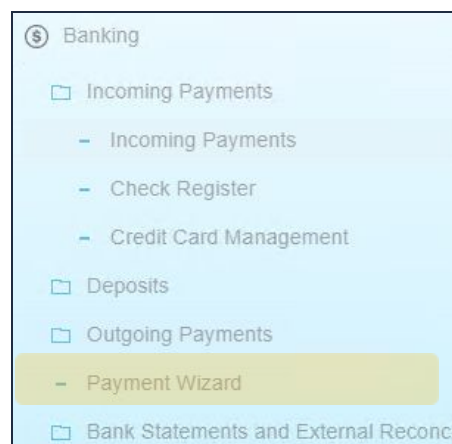 Banking
Incoming Payments
Incoming Payments
Check Register
Credit Card Management
Deposits
Outgoing Payments
Payment Wizard
Bank Statements and External Reconc